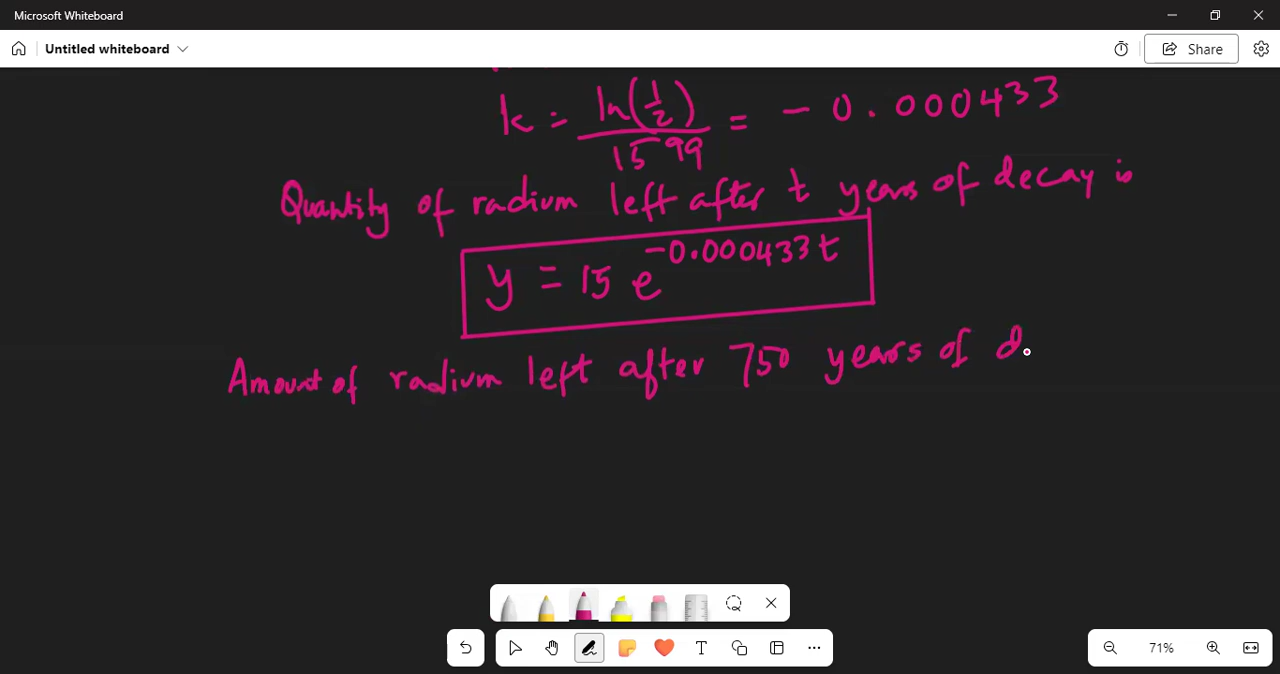 Microsoft Whiteboard
Untitled whiteboard
Share
k = ln(1/2)/1599 = - 0.000433
Quantity of radium left after t years of decay is
y = 15 e^-0.000433t
Amount of radium left after 750 years of d
71%